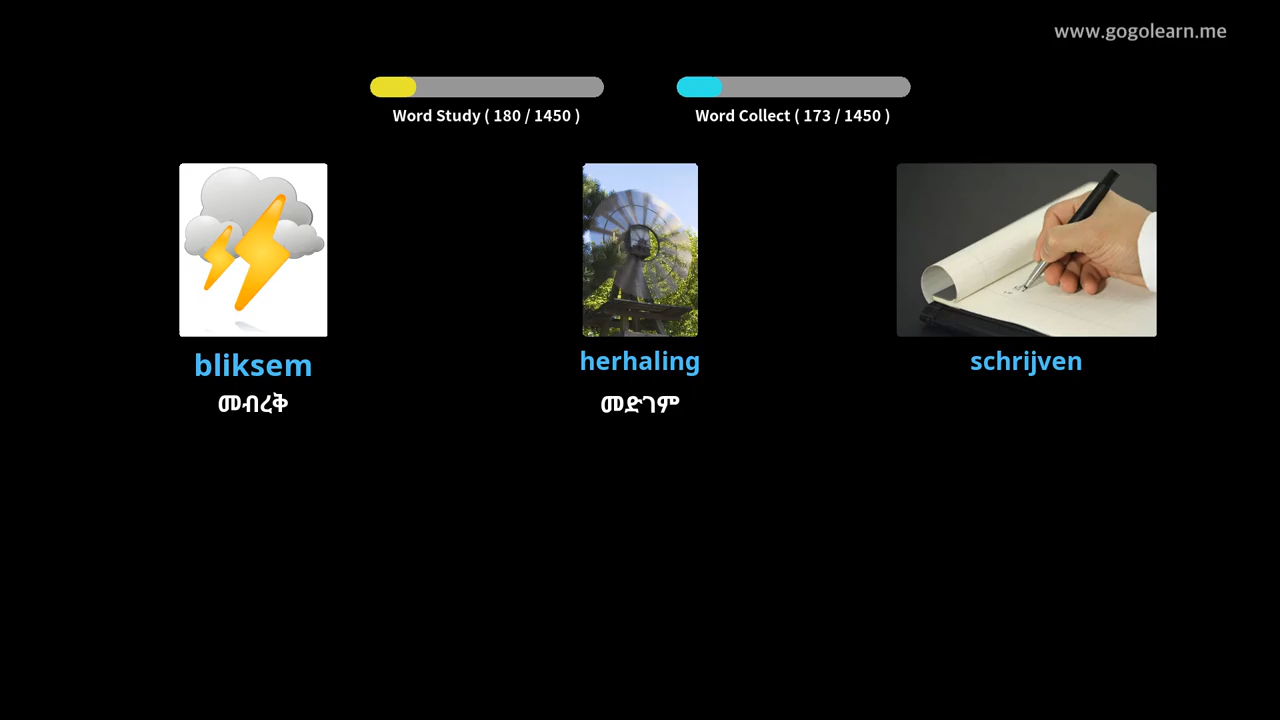 www.gogolearn.me
Word Study ( 180 / 1450 )
Word Collect ( 173 / 1450 )
bliksem
መብረቅ
herhaling
መድገም
schrijven